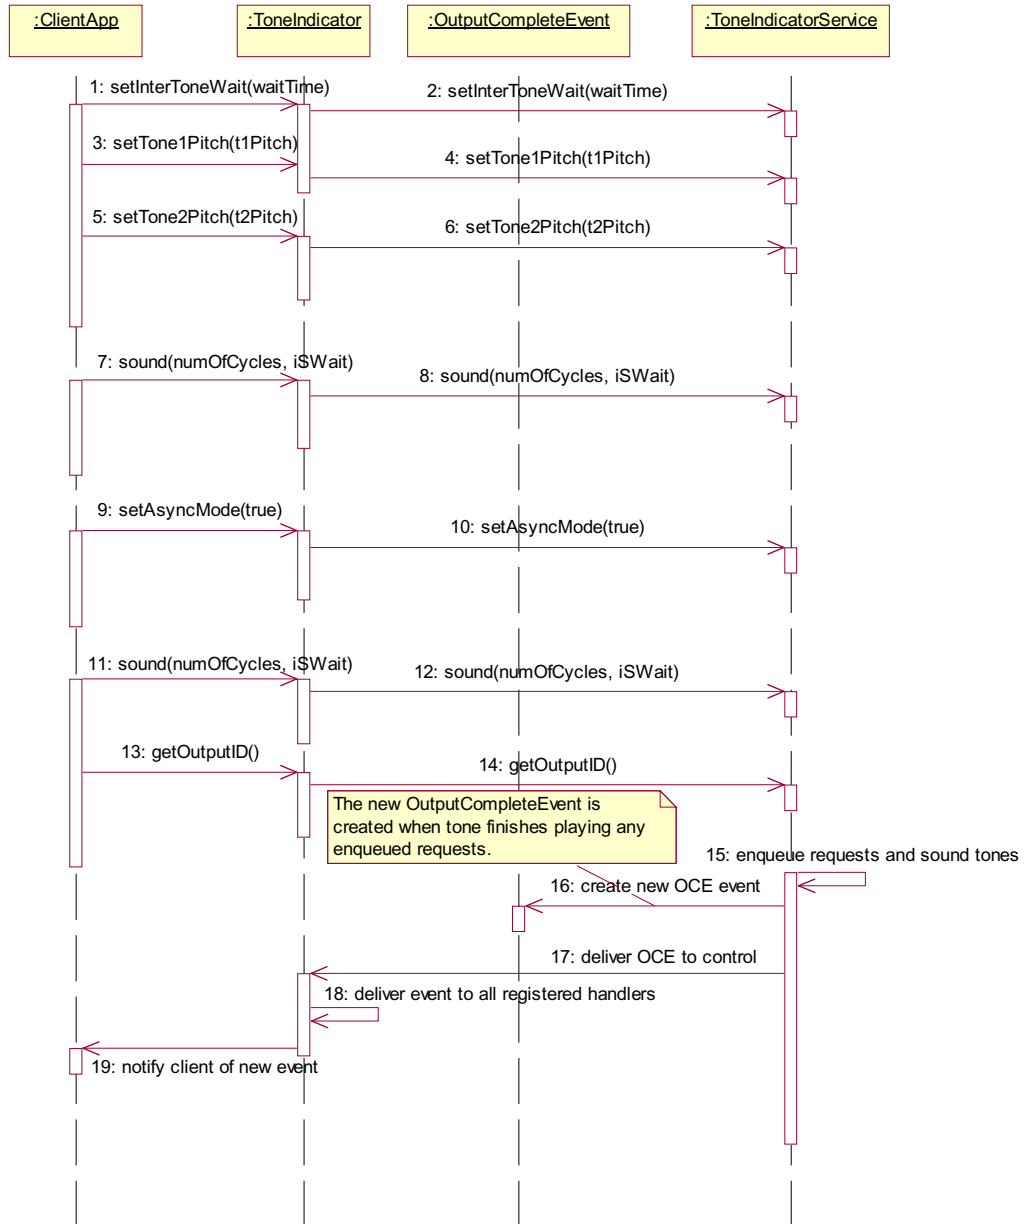 :ClientApp
:ToneIndicator
:OutputCompleteEvent
:ToneIndicatorService
1: setInterToneWait(waitTime)
2: setInterToneWait(waitTime)
3: setTone1Pitch(t1Pitch)
4: setTone1Pitch(t1Pitch)
5: setTone2Pitch(t2Pitch)
6: setTone2Pitch(t2Pitch)
7: sound(numOfCycles, iSWait)
8: sound(numOfCycles, iSWait)
9: setAsyncMode(true)
10: setAsyncMode(true)
11: sound(numOfCycles, iSWait)
12: sound(numOfCycles, iSWait)
13: getOutputID()
14: getOutputID()
The new OutputCompleteEvent is
created when tone finishes playing any
enqueued requests.
15: enqueue requests and sound tones
16: create new OCE event
17: deliver OCE to control
18: deliver event to all registered handlers
19: notify client of new event